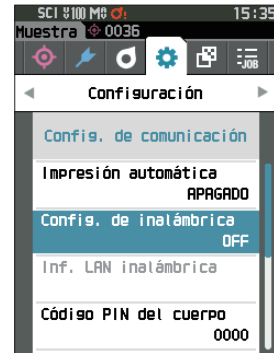 SCI %100 M0 15:35
Muestra 0036
JOB
Configuración
Config. de comunicación
Impresión automática
APAGADO
Config. de inalámbrica
OFF
Inf. LAN inalámbrica
Código PIN del cuerpo
0000